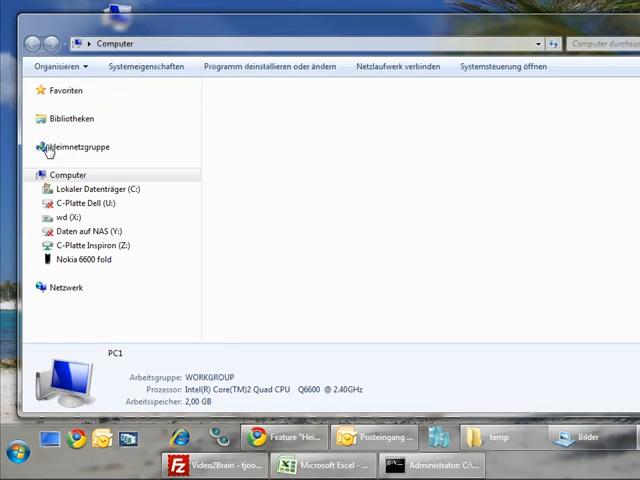 Computer
Computer durchsu
Organisieren
Systemeigenschaften
Programm deinstallieren oder ändern
Netzlaufwerk verbinden
Systemsteuerung öffnen
Favoriten
Bibliotheken
Heimnetzgruppe
Computer
Lokaler Datenträger (C:)
C-Platte Dell (U:)
wd (X:)
Daten auf NAS (Y:)
C-Platte Inspiron (Z:)
Nokia 6600 fold
Netzwerk
PC1
Arbeitsgruppe: WORKGROUP
Prozessor: Intel(R) Core(TM)2 Quad CPU Q6600 @ 2.40GHz
Arbeitsspeicher: 2,00 GB
Feature "Hei...
Posteingang ...
temp
Bilder
Video2Brain - tjoo...
Microsoft Excel - ...
Administrator: C:\...